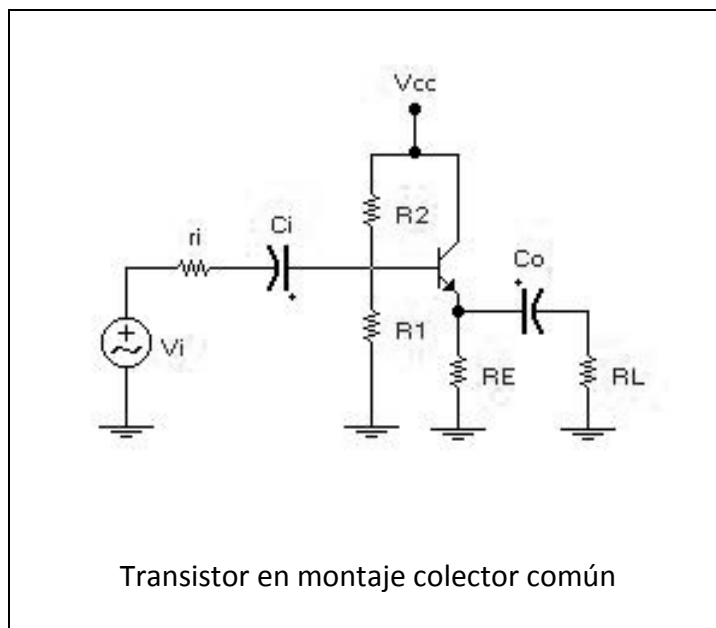 Vcc
R2
Ci
ri
Co
R1
Vi
RE
RL
Transistor en montaje colector común